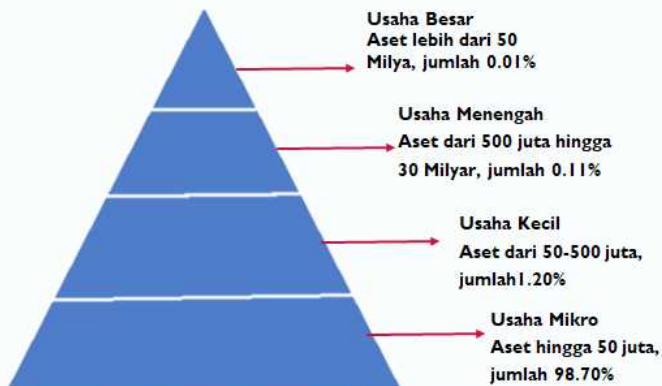 Usaha Besar
Aset lebih dari 50
Milya, jumlah 0.01%
Usaha Menengah
Aset dari 500 juta hingga
30 Milyar, jumlah 0.11%
Usaha Kecil
Aset dari 50-500 juta,
jumlah1.20%
Usaha Mikro
Aset hingga 50 juta,
jumlah 98.70%